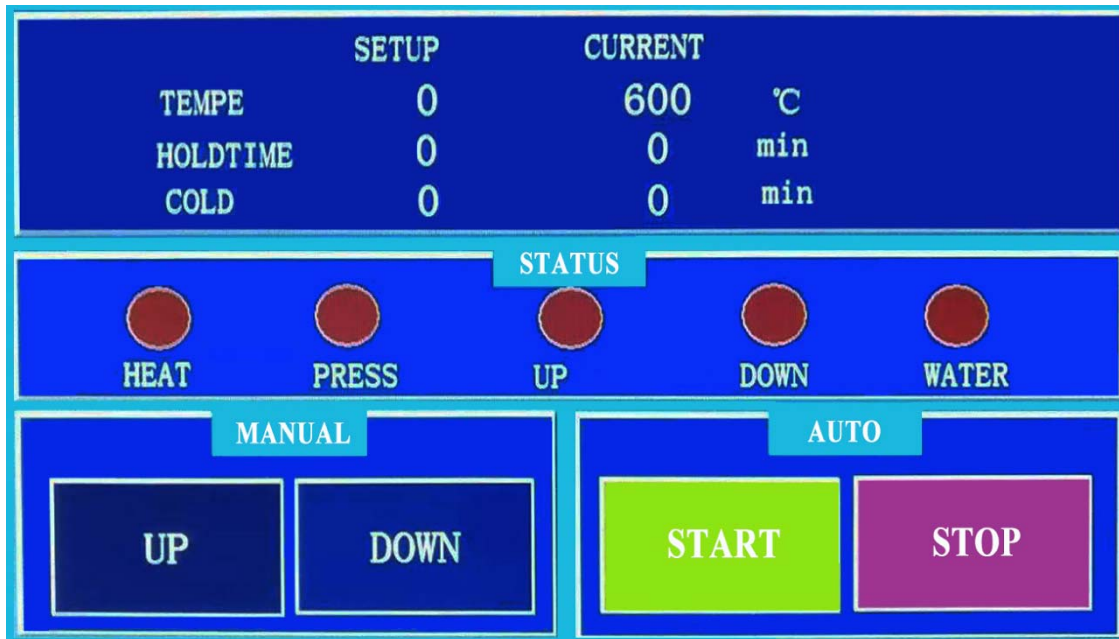 SETUP CURRENT
TEMPE 0 600 ℃
HOLDTIME 0 0 min
COLD 0 0 min
STATUS
HEAT PRESS UP DOWN WATER
MANUAL AUTO
UP DOWN START STOP